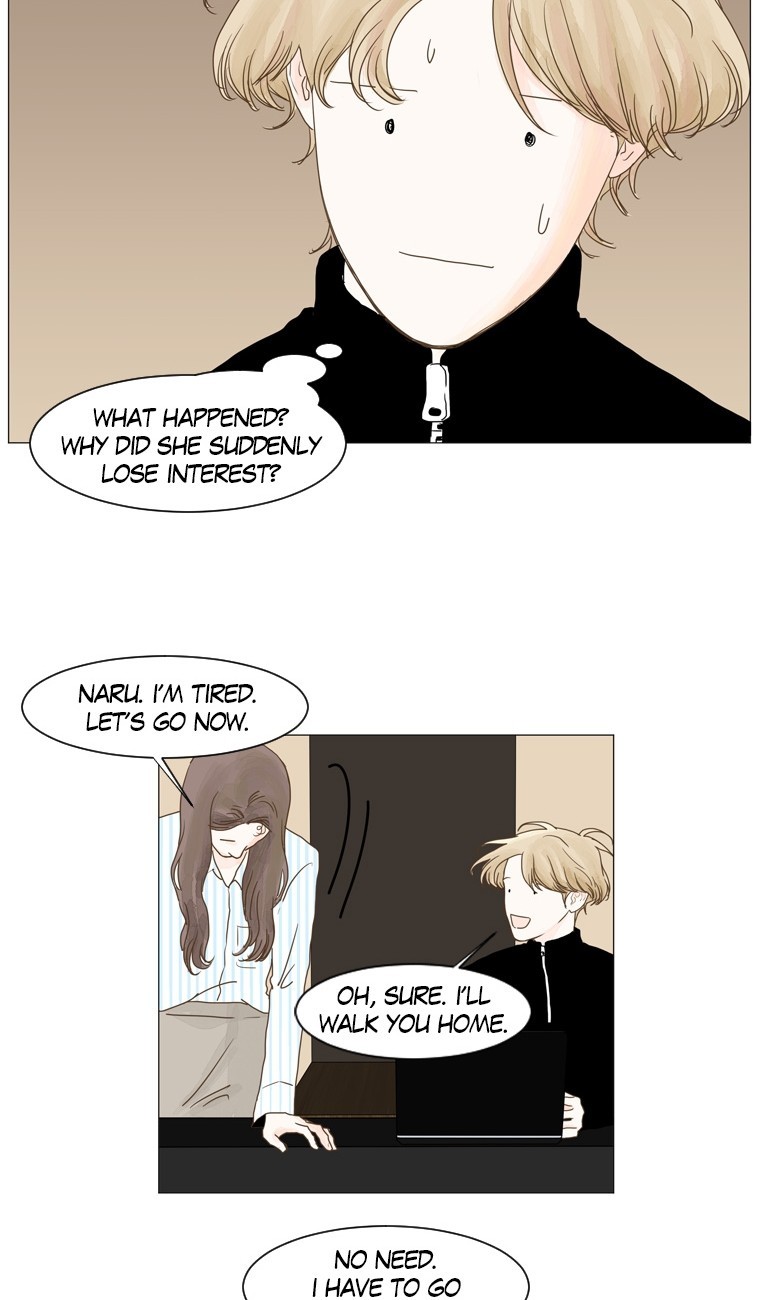 WHAT HAPPENED?
WHY DID SHE SUDDENLY
LOSE INTEREST?
NARU. I'M TIRED.
LET'S GO NOW.
OH, SURE. I'LL
WALK YOU HOME.
NO NEED.
I HAVE TO GO